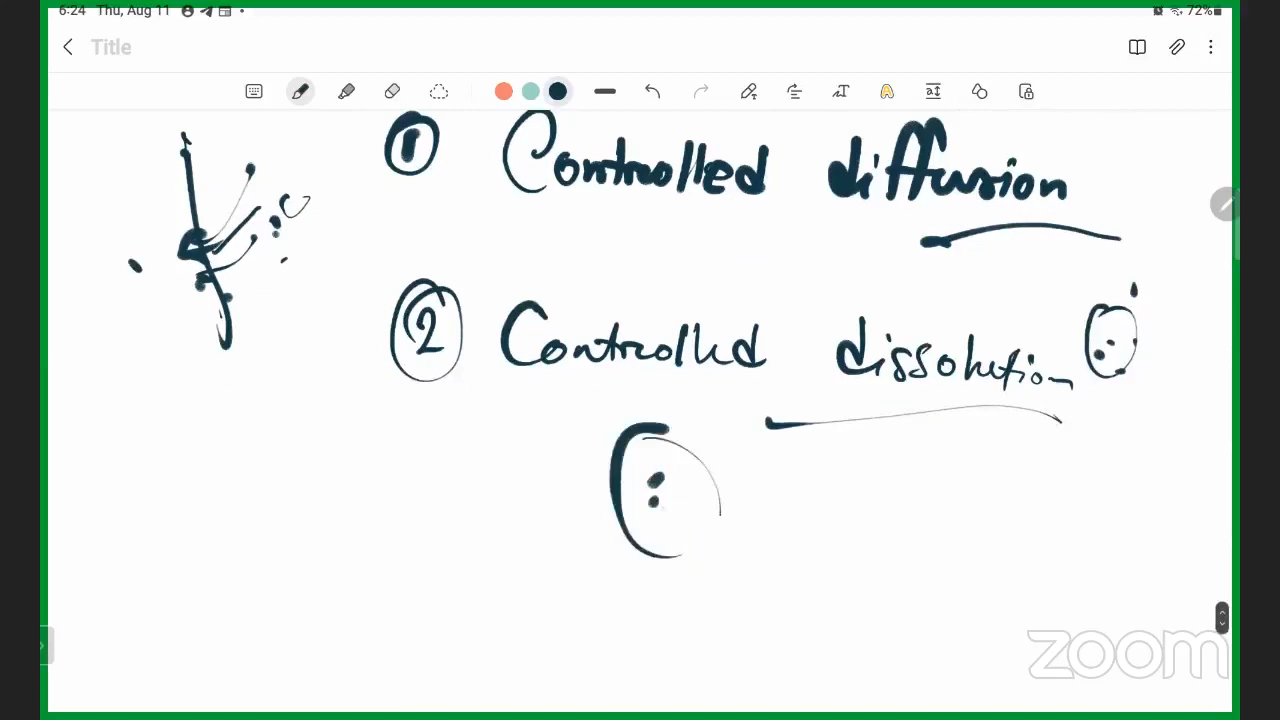 6:24 Thu, Aug 11
72%
Title
① Controlled diffusion
② Controlled dissolution
zoom